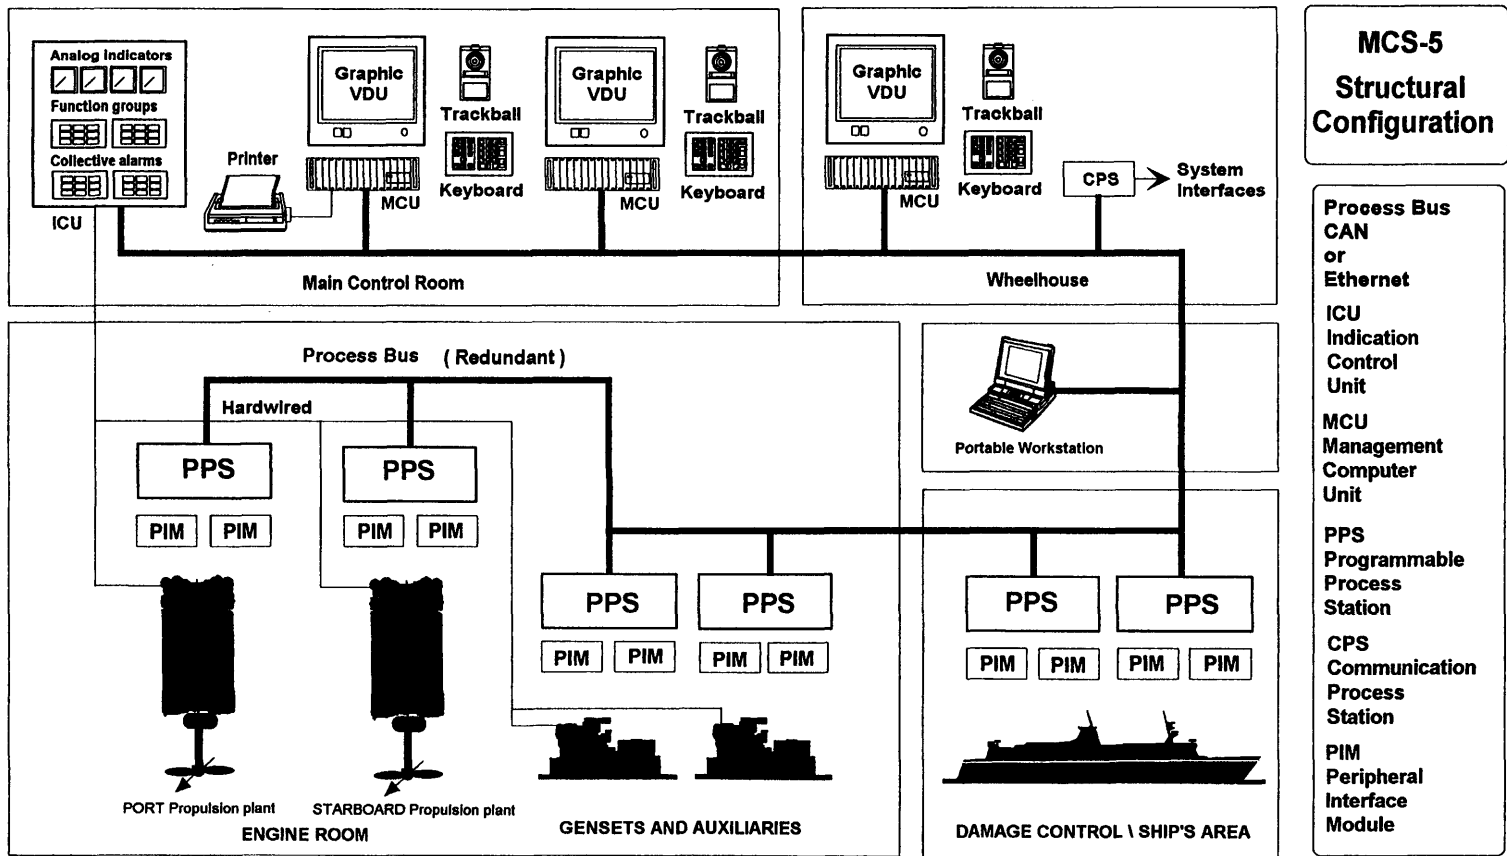 Analog indicators
Function groups
Collective alarms
ICU
Printer
Graphic
VDU
MCU
Trackball
Keyboard
Graphic
VDU
MCU
Trackball
Keyboard
Main Control Room
Graphic
VDU
MCU
Trackball
Keyboard
CPS
System
Interfaces
Wheelhouse
MCS-5
Structural
Configuration
Process Bus
CAN
or
Ethernet
ICU
Indication
Control
Unit
MCU
Management
Computer
Unit
PPS
Programmable
Process
Station
CPS
Communication
Process
Station
PIM
Peripheral
Interface
Module
Process Bus ( Redundant )
Hardwired
PPS
PIM PIM
PPS
PIM PIM
PORT Propulsion plant
STARBOARD Propulsion plant
ENGINE ROOM
PPS
PIM PIM
PPS
PIM PIM
GENSETS AND AUXILIARIES
Portable Workstation
PPS
PIM PIM
PPS
PIM PIM
DAMAGE CONTROL \ SHIP'S AREA